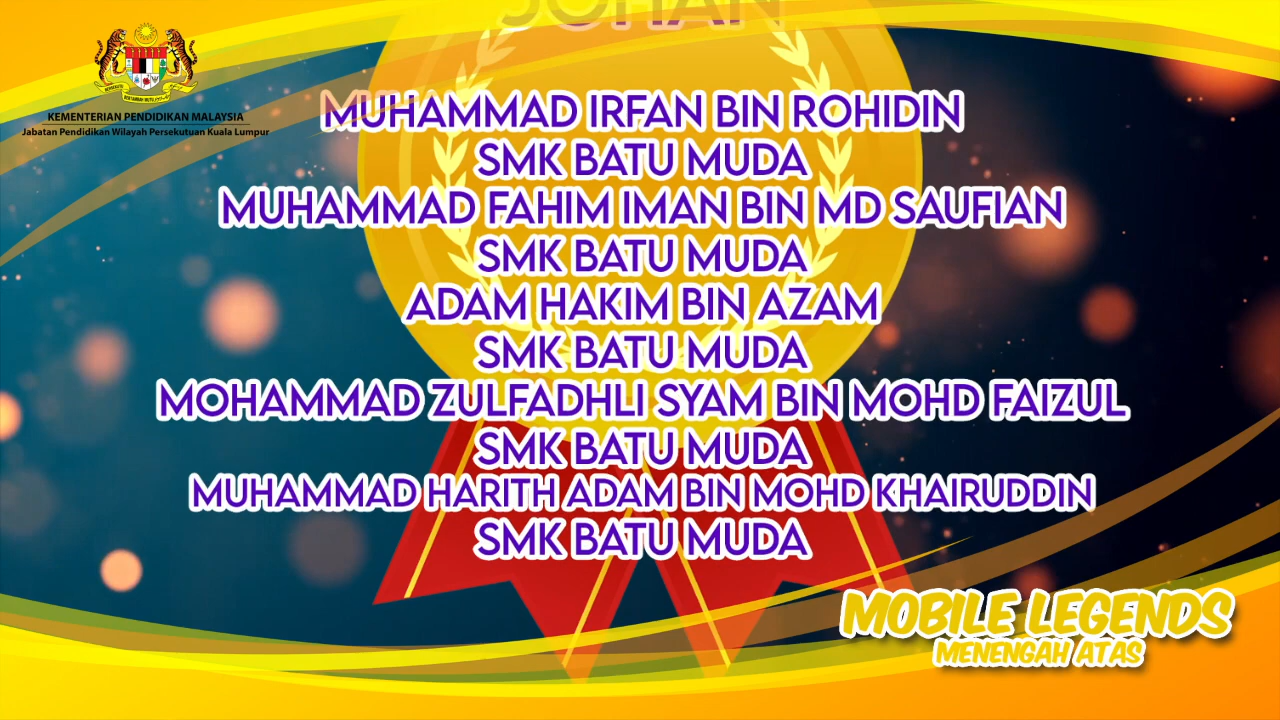 JOHAN
KEMENTERIAN PENDIDIKAN MALAYSIA
Jabatan Pendidikan Wilayah Persekutuan Kuala Lumpur
MUHAMMAD IRFAN BIN ROHIDIN
SMK BATU MUDA
MUHAMMAD FAHIM IMAN BIN MD SAUFIAN
SMK BATU MUDA
ADAM HAKIM BIN AZAM
SMK BATU MUDA
MOHAMMAD ZULFADHLI SYAM BIN MOHD FAIZUL
SMK BATU MUDA
MUHAMMAD HARITH ADAM BIN MOHD KHAIRUDDIN
SMK BATU MUDA
MOBILE LEGENDS
MENENGAH ATAS